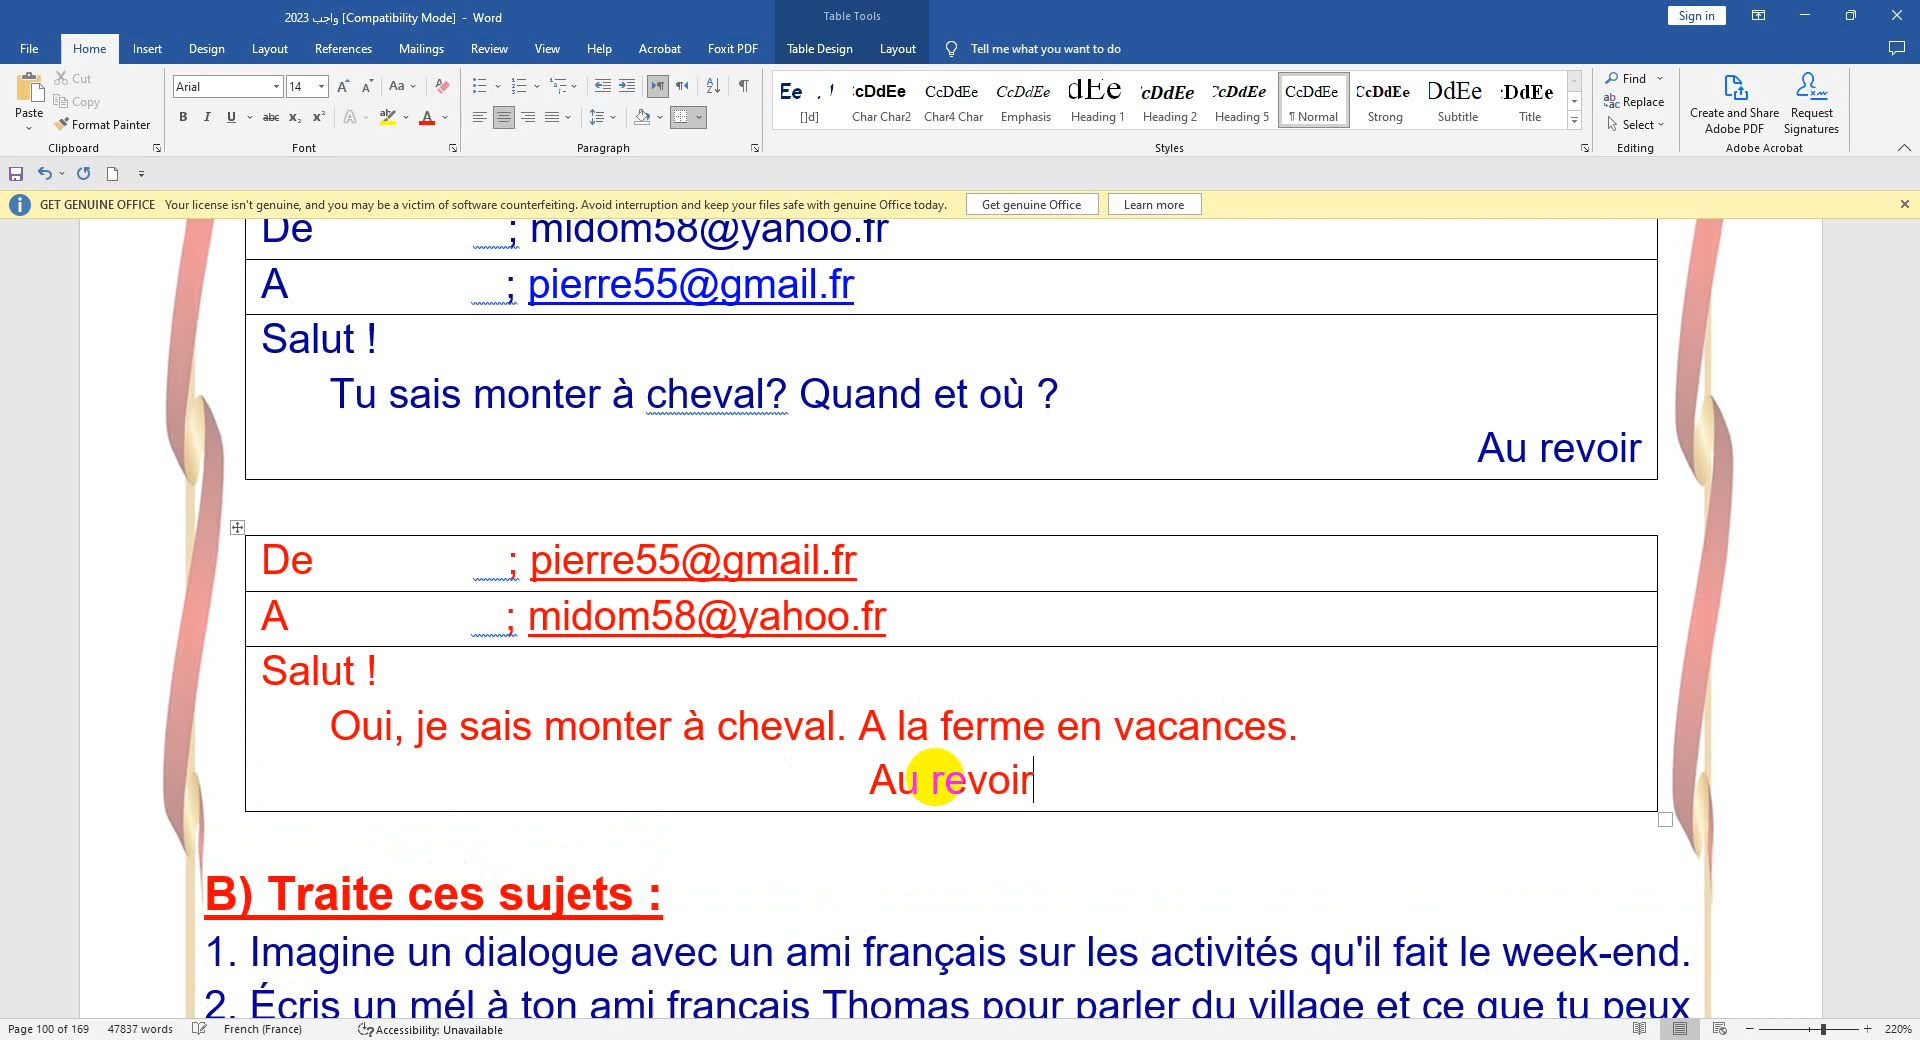 واجب 2023 [Compatibility Mode] - Word
Table Tools
Sign in
File Home Insert Design Layout References Mailings Review View Help Acrobat Foxit PDF Table Design Layout Tell me what you want to do
Paste
Cut
Copy
Format Painter
Clipboard
Arial 14
Font
Paragraph
[]d] Char Char2 Char4 Char Emphasis Heading 1 Heading 2 Heading 5 ¶ Normal Strong Subtitle Title
Styles
Find
Replace
Select
Editing
Create and Share Adobe PDF
Request Signatures
Adobe Acrobat
GET GENUINE OFFICE Your license isn't genuine, and you may be a victim of software counterfeiting. Avoid interruption and keep your files safe with genuine Office today. Get genuine Office Learn more
De ; midom58@yahoo.fr
A ; pierre55@gmail.fr
Salut !
Tu sais monter à cheval? Quand et où ?
Au revoir
De ; pierre55@gmail.fr
A ; midom58@yahoo.fr
Salut !
Oui, je sais monter à cheval. A la ferme en vacances.
Au revoir
B) Traite ces sujets :
1. Imagine un dialogue avec un ami français sur les activités qu'il fait le week-end.
2. Écris un mél à ton ami français Thomas pour parler du village et ce que tu peux
Page 100 of 169 47837 words French (France) Accessibility: Unavailable 220%